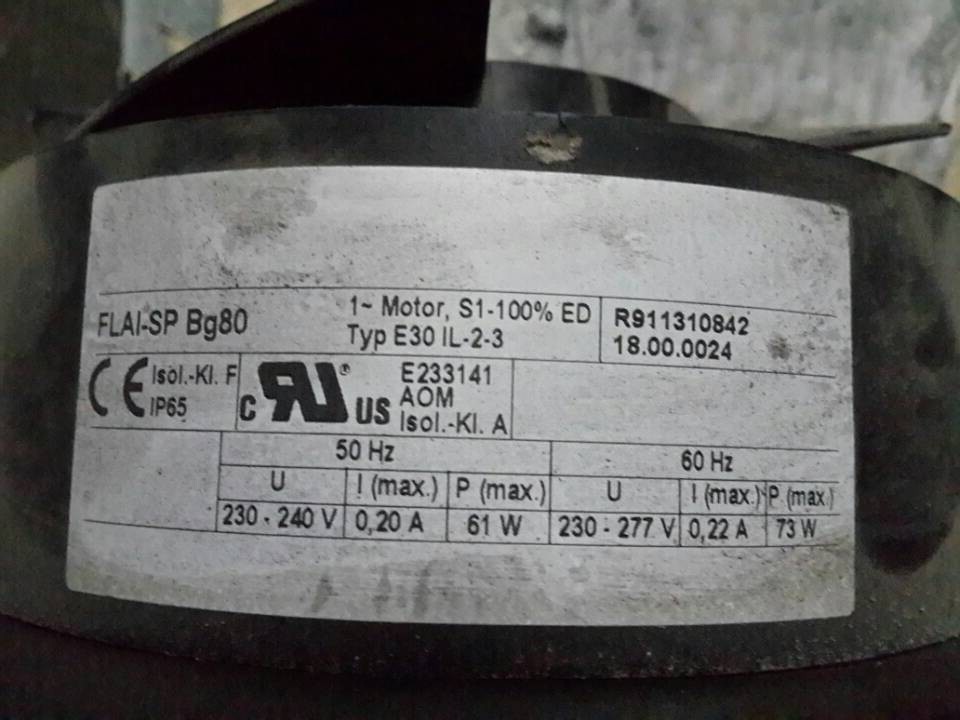 FLAI-SP Bg80
1~ Motor, S1-100% ED
Typ E30 IL-2-3
R911310842
18.00.0024
CE Isol.-Kl. F
IP65
c RU ® US
E233141
AOM
Isol.-Kl. A
50 Hz 60 Hz
U I (max.) P (max.) U I (max.) P (max.)
230 - 240 V 0,20 A 61 W 230 - 277 V 0,22 A 73 W